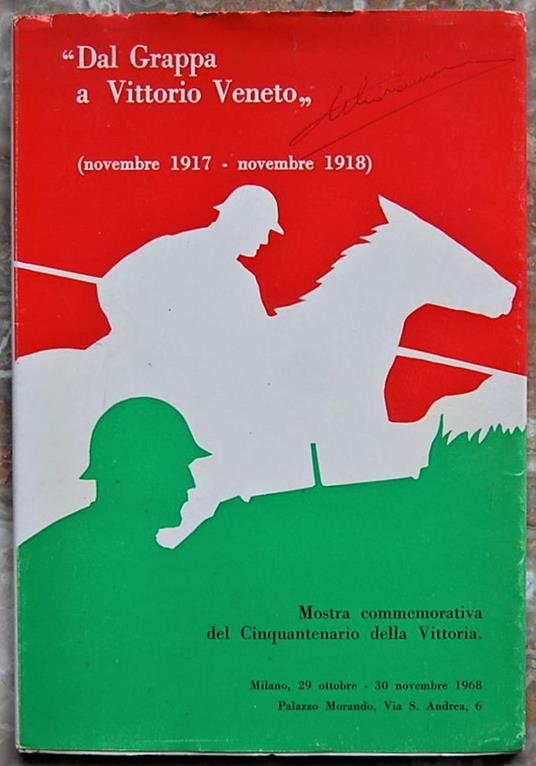 “Dal Grappa
a Vittorio Veneto„
(novembre 1917 - novembre 1918)
Mostra commemorativa
del Cinquantenario della Vittoria.
Milano, 29 ottobre - 30 novembre 1968
Palazzo Morando, Via S. Andrea, 6